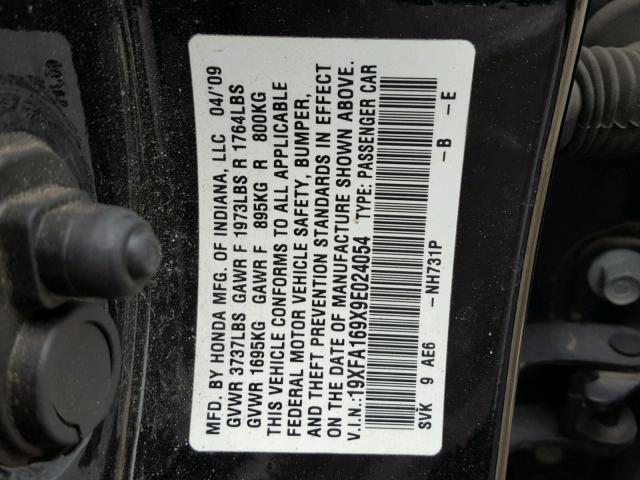 MFD. BY HONDA MFG. OF INDIANA, LLC 04/'09
GVWR 3737LBS GAWR F 1973LBS R 1764LBS
GVWR 1695KG GAWR F 895KG R 800KG
THIS VEHICLE CONFORMS TO ALL APPLICABLE
FEDERAL MOTOR VEHICLE SAFETY, BUMPER,
AND THEFT PREVENTION STANDARDS IN EFFECT
ON THE DATE OF MANUFACTURE SHOWN ABOVE.
V.I.N.:19XFA169X9E024054 TYPE: PASSENGER CAR
SVK 9 AE6 -NH731P -B -E